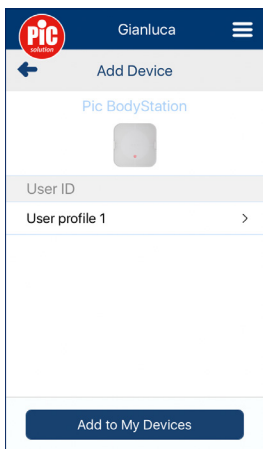 Pic
solution
Gianluca
Add Device
Pic BodyStation
User ID
User profile 1
Add to My Devices